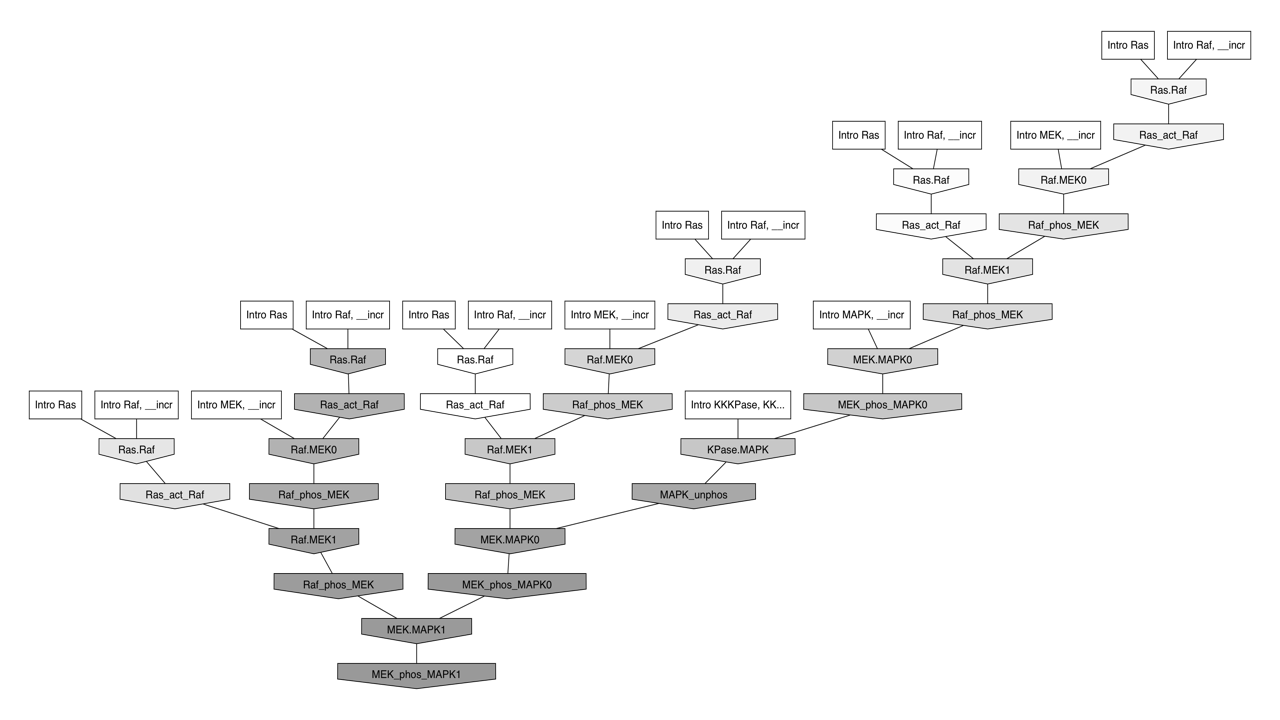 Intro Ras
Intro Raf, __incr
Ras.Raf
Intro Ras
Intro Raf, __incr
Intro MEK, __incr
Ras_act_Raf
Ras.Raf
Raf.MEK0
Intro Ras
Intro Raf, __incr
Ras_act_Raf
Raf_phos_MEK
Ras.Raf
Raf.MEK1
Intro Ras
Intro Raf, __incr
Intro Ras
Intro Raf, __incr
Intro MEK, __incr
Ras_act_Raf
Intro MAPK, __incr
Raf_phos_MEK
Ras.Raf
Ras.Raf
Raf.MEK0
MEK.MAPK0
Intro Ras
Intro Raf, __incr
Intro MEK, __incr
Ras_act_Raf
Ras_act_Raf
Raf_phos_MEK
Intro KKKPase, KK...
MEK_phos_MAPK0
Ras.Raf
Raf.MEK0
Raf.MEK1
KPase.MAPK
Ras_act_Raf
Raf_phos_MEK
Raf_phos_MEK
MAPK_unphos
Raf.MEK1
MEK.MAPK0
Raf_phos_MEK
MEK_phos_MAPK0
MEK.MAPK1
MEK_phos_MAPK1